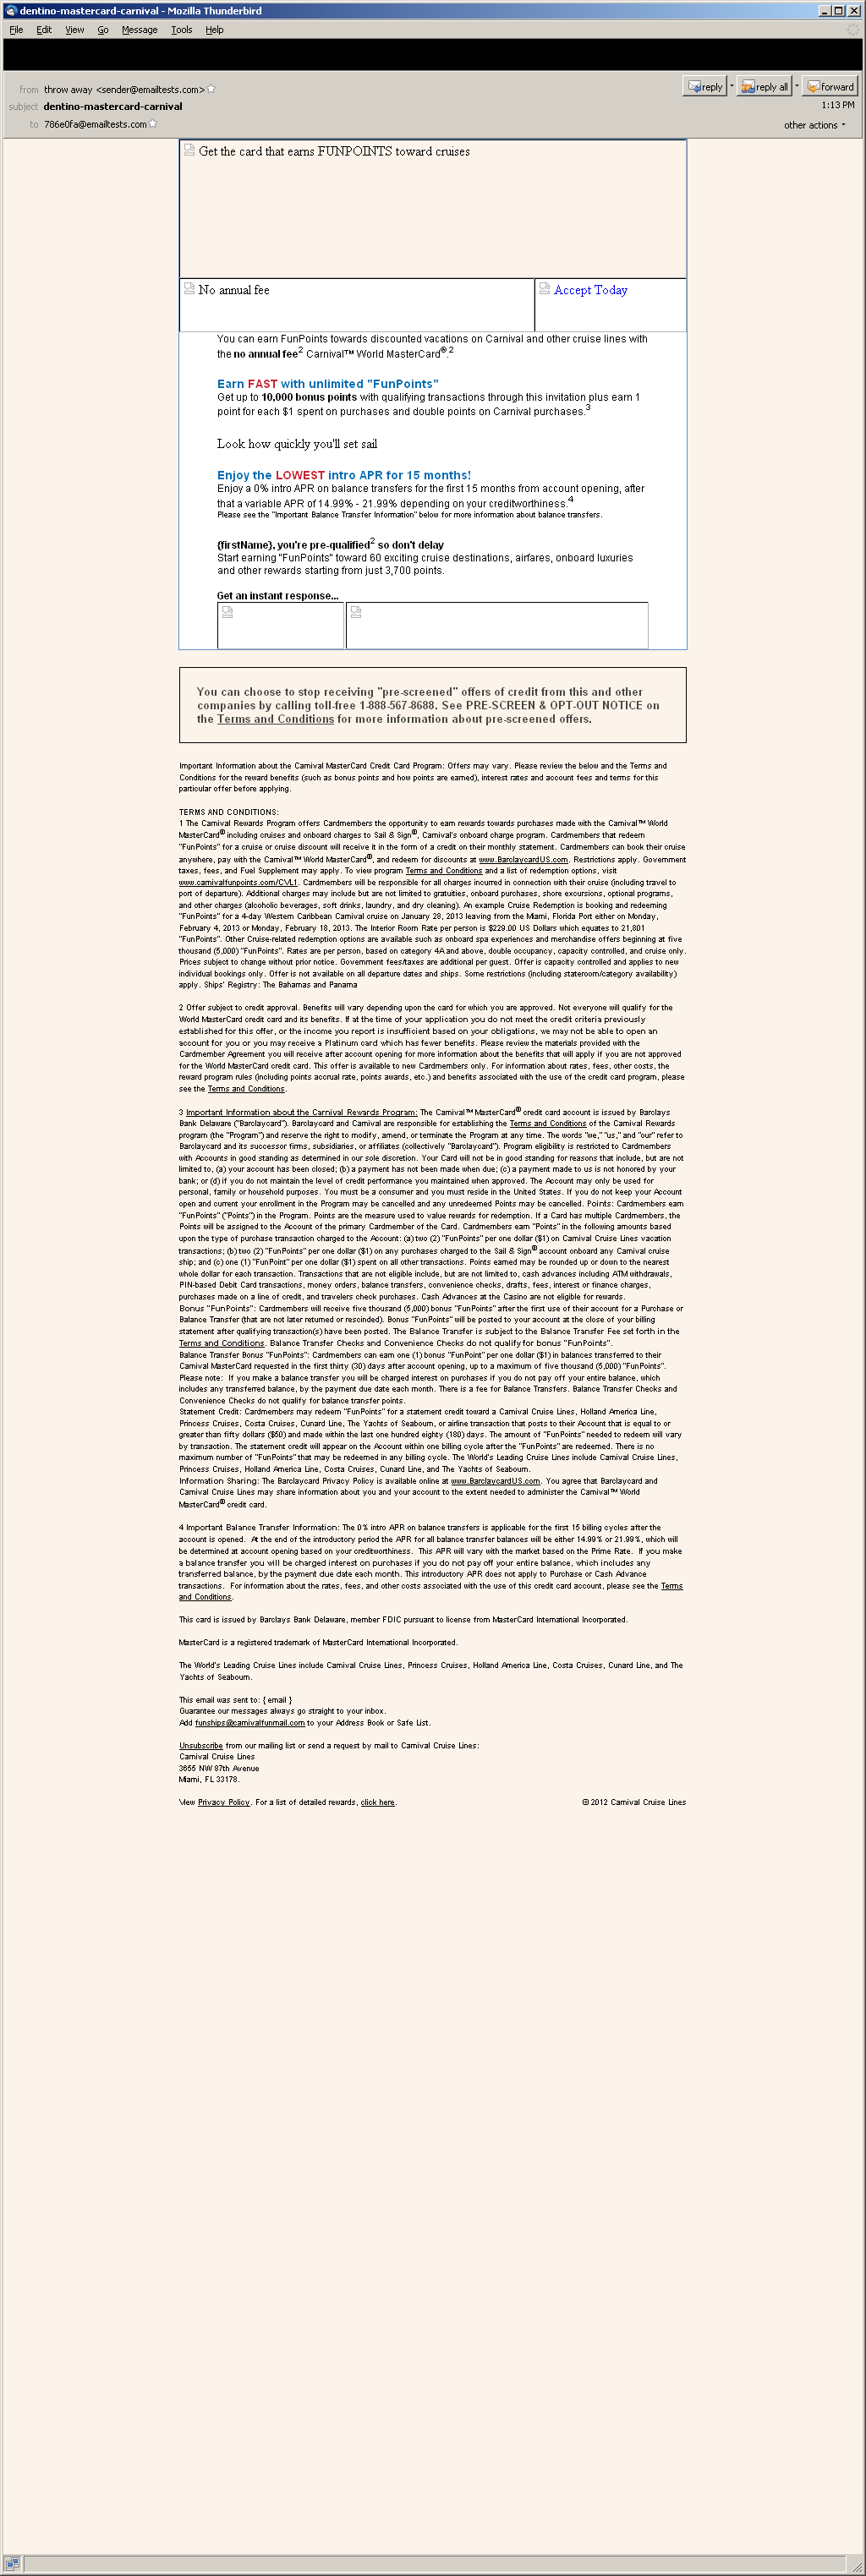 dentino-mastercard-carnival - Mozilla Thunderbird
File Edit View Go Message Tools Help
from throw away <sender@emailtests.com>
reply reply all forward
subject dentino-mastercard-carnival
1:13 PM
to 786e0fa@emailtests.com
other actions
Get the card that earns FUNPOINTS toward cruises
No annual fee
Accept Today
You can earn FunPoints towards discounted vacations on Carnival and other cruise lines with
the no annual fee2 Carnival™ World MasterCard®.2
Earn FAST with unlimited "FunPoints"
Get up to 10,000 bonus points with qualifying transactions through this invitation plus earn 1
point for each $1 spent on purchases and double points on Carnival purchases.3
Look how quickly you'll set sail
Enjoy the LOWEST intro APR for 15 months!
Enjoy a 0% intro APR on balance transfers for the first 15 months from account opening, after
that a variable APR of 14.99% - 21.99% depending on your creditworthiness.4
Please see the "Important Balance Transfer Information" below for more information about balance transfers.
{firstName}, you're pre-qualified2 so don't delay
Start earning "FunPoints" toward 60 exciting cruise destinations, airfares, onboard luxuries
and other rewards starting from just 3,700 points.
Get an instant response...
You can choose to stop receiving "pre-screened" offers of credit from this and other
companies by calling toll-free 1-888-567-8688. See PRE-SCREEN & OPT-OUT NOTICE on
the Terms and Conditions for more information about pre-screened offers.
Important Information about the Carnival MasterCard Credit Card Program: Offers may vary. Please review the below and the Terms and
Conditions for the reward benefits (such as bonus points and how points are earned), interest rates and account fees and terms for this
particular offer before applying.
TERMS AND CONDITIONS:
1 The Carnival Rewards Program offers Cardmembers the opportunity to earn rewards towards purchases made with the Carnival™ World
MasterCard® including cruises and onboard charges to Sail & Sign®, Carnival's onboard charge program. Cardmembers that redeem
"FunPoints" for a cruise or cruise discount will receive it in the form of a credit on their monthly statement. Cardmembers can book their cruise
anywhere, pay with the Carnival™ World MasterCard®, and redeem for discounts at www.BarclaycardUS.com. Restrictions apply. Government
taxes, fees, and Fuel Supplement may apply. To view program Terms and Conditions and a list of redemption options, visit
www.carnivalfunpoints.com/CVL1. Cardmembers will be responsible for all charges incurred in connection with their cruise (including travel to
port of departure). Additional charges may include but are not limited to gratuities, onboard purchases, shore excursions, optional programs,
and other charges (alcoholic beverages, soft drinks, laundry, and dry cleaning). An example Cruise Redemption is booking and redeeming
"FunPoints" for a 4-day Western Caribbean Carnival cruise on January 28, 2013 leaving from the Miami, Florida Port either on Monday,
February 4, 2013 or Monday, February 18, 2013. The Interior Room Rate per person is $229.00 US Dollars which equates to 21,801
"FunPoints". Other Cruise-related redemption options are available such as onboard spa experiences and merchandise offers beginning at five
thousand (5,000) "FunPoints". Rates are per person, based on category 4A and above, double occupancy, capacity controlled, and cruise only.
Prices subject to change without prior notice. Government fees/taxes are additional per guest. Offer is capacity controlled and applies to new
individual bookings only. Offer is not available on all departure dates and ships. Some restrictions (including stateroom/category availability)
apply. Ships' Registry: The Bahamas and Panama
2 Offer subject to credit approval. Benefits will vary depending upon the card for which you are approved. Not everyone will qualify for the
World MasterCard credit card and its benefits. If at the time of your application you do not meet the credit criteria previously
established for this offer, or the income you report is insufficient based on your obligations, we may not be able to open an
account for you or you may receive a Platinum card which has fewer benefits. Please review the materials provided with the
Cardmember Agreement you will receive after account opening for more information about the benefits that will apply if you are not approved
for the World MasterCard credit card. This offer is available to new Cardmembers only. For information about rates, fees, other costs, the
reward program rules (including points accrual rate, points awards, etc.) and benefits associated with the use of the credit card program, please
see the Terms and Conditions.
3 Important Information about the Carnival Rewards Program: The Carnival™ MasterCard® credit card account is issued by Barclays
Bank Delaware ("Barclaycard"). Barclaycard and Carnival are responsible for establishing the Terms and Conditions of the Carnival Rewards
program (the "Program") and reserve the right to modify, amend, or terminate the Program at any time. The words "we," "us," and "our" refer to
Barclaycard and its successor firms, subsidiaries, or affiliates (collectively "Barclaycard"). Program eligibility is restricted to Cardmembers
with Accounts in good standing as determined in our sole discretion. Your Card will not be in good standing for reasons that include, but are not
limited to, (a) your account has been closed; (b) a payment has not been made when due; (c) a payment made to us is not honored by your
bank; or (d) if you do not maintain the level of credit performance you maintained when approved. The Account may only be used for
personal, family or household purposes. You must be a consumer and you must reside in the United States. If you do not keep your Account
open and current your enrollment in the Program may be cancelled and any unredeemed Points may be cancelled. Points: Cardmembers earn
"FunPoints" ("Points") in the Program. Points are the measure used to value rewards for redemption. If a Card has multiple Cardmembers, the
Points will be assigned to the Account of the primary Cardmember of the Card. Cardmembers earn "Points" in the following amounts based
upon the type of purchase transaction charged to the Account: (a) two (2) "FunPoints" per one dollar ($1) on Carnival Cruise Lines vacation
transactions; (b) two (2) "FunPoints" per one dollar ($1) on any purchases charged to the Sail & Sign® account onboard any Carnival cruise
ship; and (c) one (1) "FunPoint" per one dollar ($1) spent on all other transactions. Points earned may be rounded up or down to the nearest
whole dollar for each transaction. Transactions that are not eligible include, but are not limited to, cash advances including ATM withdrawals,
PIN-based Debit Card transactions, money orders, balance transfers, convenience checks, drafts, fees, interest or finance charges,
purchases made on a line of credit, and travelers check purchases. Cash Advances at the Casino are not eligible for rewards.
Bonus "FunPoints": Cardmembers will receive five thousand (5,000) bonus "FunPoints" after the first use of their account for a Purchase or
Balance Transfer (that are not later returned or rescinded). Bonus "FunPoints" will be posted to your account at the close of your billing
statement after qualifying transaction(s) have been posted. The Balance Transfer is subject to the Balance Transfer Fee set forth in the
Terms and Conditions. Balance Transfer Checks and Convenience Checks do not qualify for bonus "FunPoints".
Balance Transfer Bonus "FunPoints": Cardmembers can earn one (1) bonus "FunPoint" per one dollar ($1) in balances transferred to their
Carnival MasterCard requested in the first thirty (30) days after account opening, up to a maximum of five thousand (5,000) "FunPoints".
Please note: If you make a balance transfer you will be charged interest on purchases if you do not pay off your entire balance, which
includes any transferred balance, by the payment due date each month. There is a fee for Balance Transfers. Balance Transfer Checks and
Convenience Checks do not qualify for balance transfer points.
Statement Credit: Cardmembers may redeem "FunPoints" for a statement credit toward a Carnival Cruise Lines, Holland America Line,
Princess Cruises, Costa Cruises, Cunard Line, The Yachts of Seabourn, or airline transaction that posts to their Account that is equal to or
greater than fifty dollars ($50) and made within the last one hundred eighty (180) days. The amount of "FunPoints" needed to redeem will vary
by transaction. The statement credit will appear on the Account within one billing cycle after the "FunPoints" are redeemed. There is no
maximum number of "FunPoints" that may be redeemed in any billing cycle. The World's Leading Cruise Lines include Carnival Cruise Lines,
Princess Cruises, Holland America Line, Costa Cruises, Cunard Line, and The Yachts of Seabourn.
Information Sharing: The Barclaycard Privacy Policy is available online at www.BarclaycardUS.com. You agree that Barclaycard and
Carnival Cruise Lines may share information about you and your account to the extent needed to administer the Carnival™ World
MasterCard® credit card.
4 Important Balance Transfer Information: The 0% intro APR on balance transfers is applicable for the first 15 billing cycles after the
account is opened. At the end of the introductory period the APR for all balance transfer balances will be either 14.99% or 21.99%, which will
be determined at account opening based on your creditworthiness. This APR will vary with the market based on the Prime Rate. If you make
a balance transfer you will be charged interest on purchases if you do not pay off your entire balance, which includes any
transferred balance, by the payment due date each month. This introductory APR does not apply to Purchase or Cash Advance
transactions. For information about the rates, fees, and other costs associated with the use of this credit card account, please see the Terms
and Conditions.
This card is issued by Barclays Bank Delaware, member FDIC pursuant to license from MasterCard International Incorporated.
MasterCard is a registered trademark of MasterCard International Incorporated.
The World's Leading Cruise Lines include Carnival Cruise Lines, Princess Cruises, Holland America Line, Costa Cruises, Cunard Line, and The
Yachts of Seabourn.
This email was sent to: { email }
Guarantee our messages always go straight to your inbox.
Add funships@carnivalfunmail.com to your Address Book or Safe List.
Unsubscribe from our mailing list or send a request by mail to Carnival Cruise Lines:
Carnival Cruise Lines
3655 NW 87th Avenue
Miami, FL 33178.
View Privacy Policy. For a list of detailed rewards, click here. © 2012 Carnival Cruise Lines